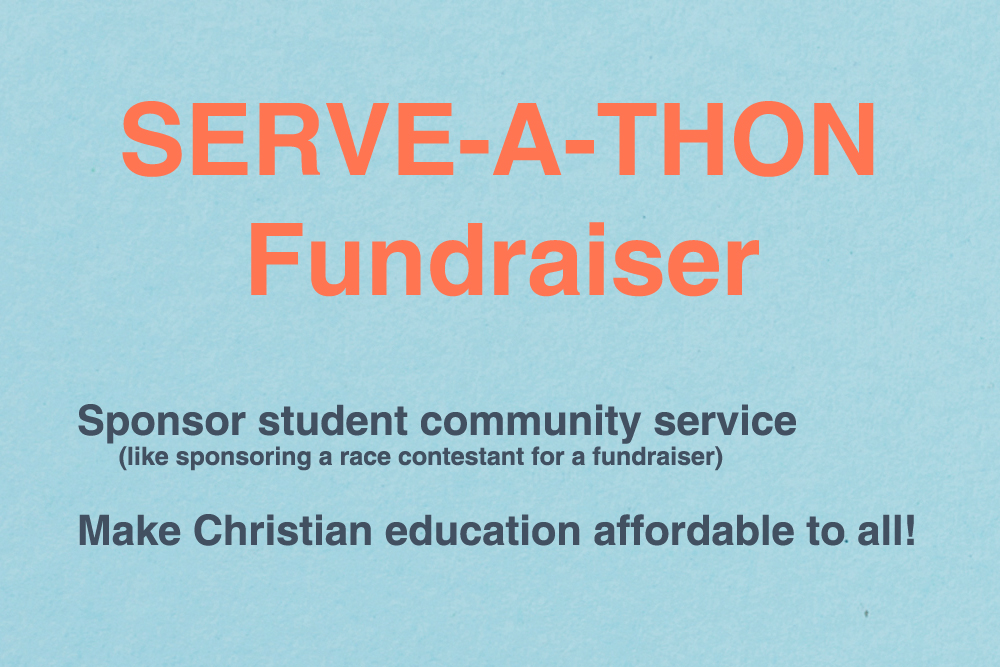 SERVE-A-THON
Fundraiser
Sponsor student community service
(like sponsoring a race contestant for a fundraiser)
Make Christian education affordable to all!